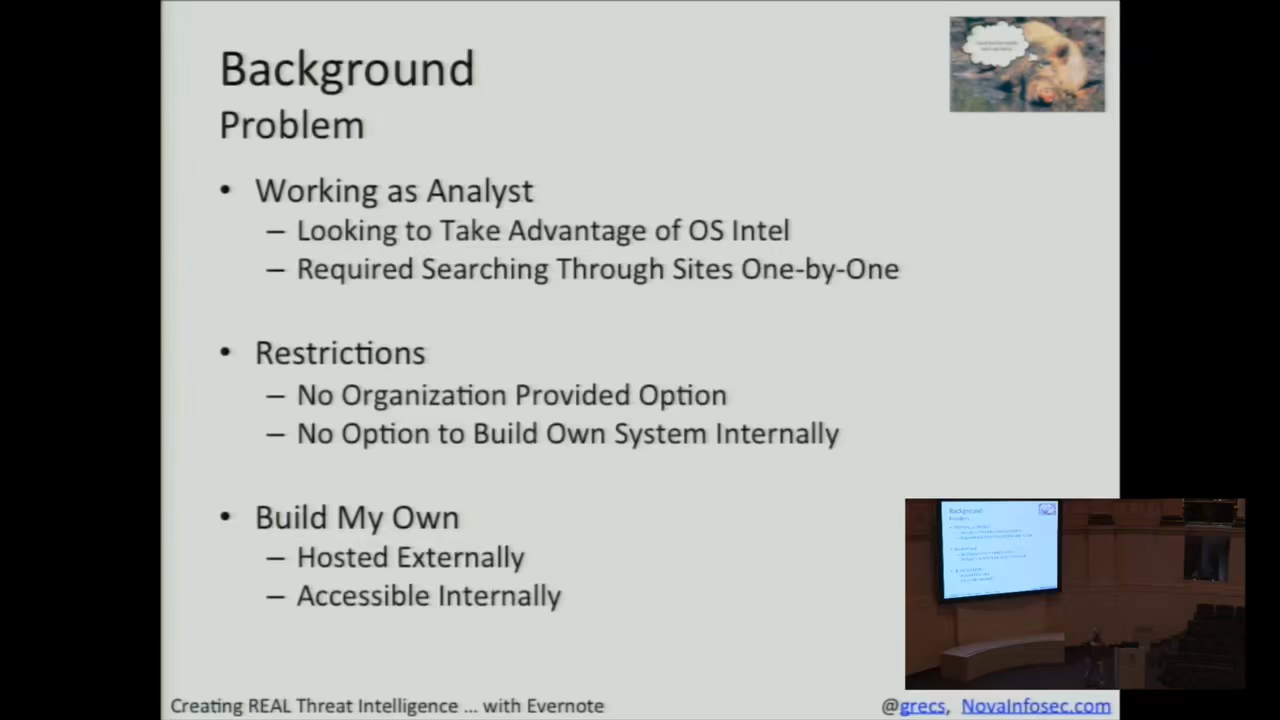 Background
Problem
• Working as Analyst
– Looking to Take Advantage of OS Intel
– Required Searching Through Sites One-by-One
• Restrictions
– No Organization Provided Option
– No Option to Build Own System Internally
• Build My Own
– Hosted Externally
– Accessible Internally
Creating REAL Threat Intelligence ... with Evernote
@grecs, NovaInfosec.com
Background
Problem